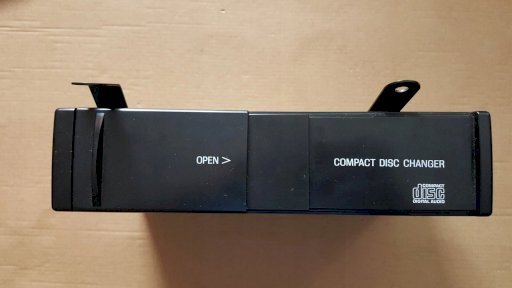 OPEN >
COMPACT DISC CHANGER
COMPACT
disc
DIGITAL AUDIO